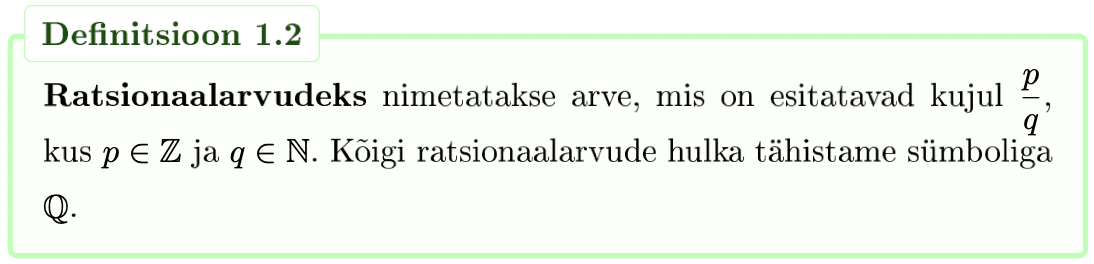 Definitsioon 1.2
Ratsionaalarvudeks nimetatakse arve, mis on esitatavad kujul p/q,
kus p ∈ ℤ ja q ∈ ℕ. Kõigi ratsionaalarvude hulka tähistame sümboliga
ℚ.